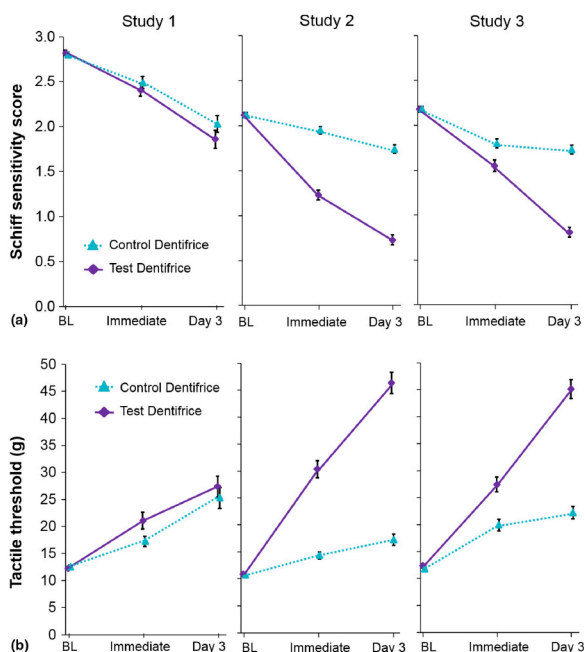 Study 1 Study 2 Study 3
Schiff sensitivity score
3.0
2.5
2.0
1.5
1.0
0.5
0.0
Control Dentifrice
Test Dentifrice
(a)
BL Immediate Day 3 BL Immediate Day 3 BL Immediate Day 3
Tactile threshold (g)
50
45
40
35
30
25
20
15
10
5
0
Control Dentifrice
Test Dentifrice
(b)
BL Immediate Day 3 BL Immediate Day 3 BL Immediate Day 3